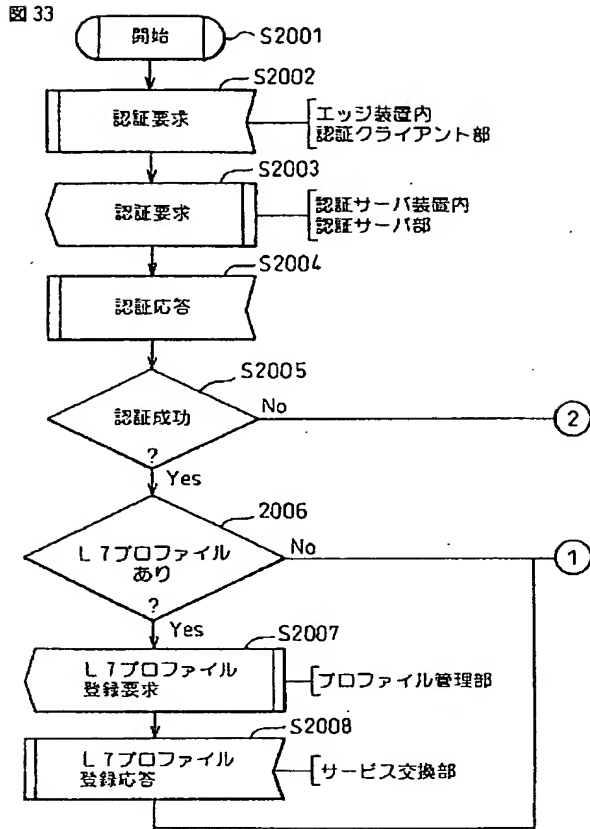 図33
開始
S2001
S2002
認証要求
エッジ装置内
認証クライアント部
S2003
認証要求
認証サーバ装置内
認証サーバ部
S2004
認証応答
S2005
認証成功
?
No
2
Yes
2006
L7プロファイル
あり
?
No
1
Yes
S2007
L7プロファイル
登録要求
プロファイル管理部
S2008
L7プロファイル
登録応答
サービス交換部